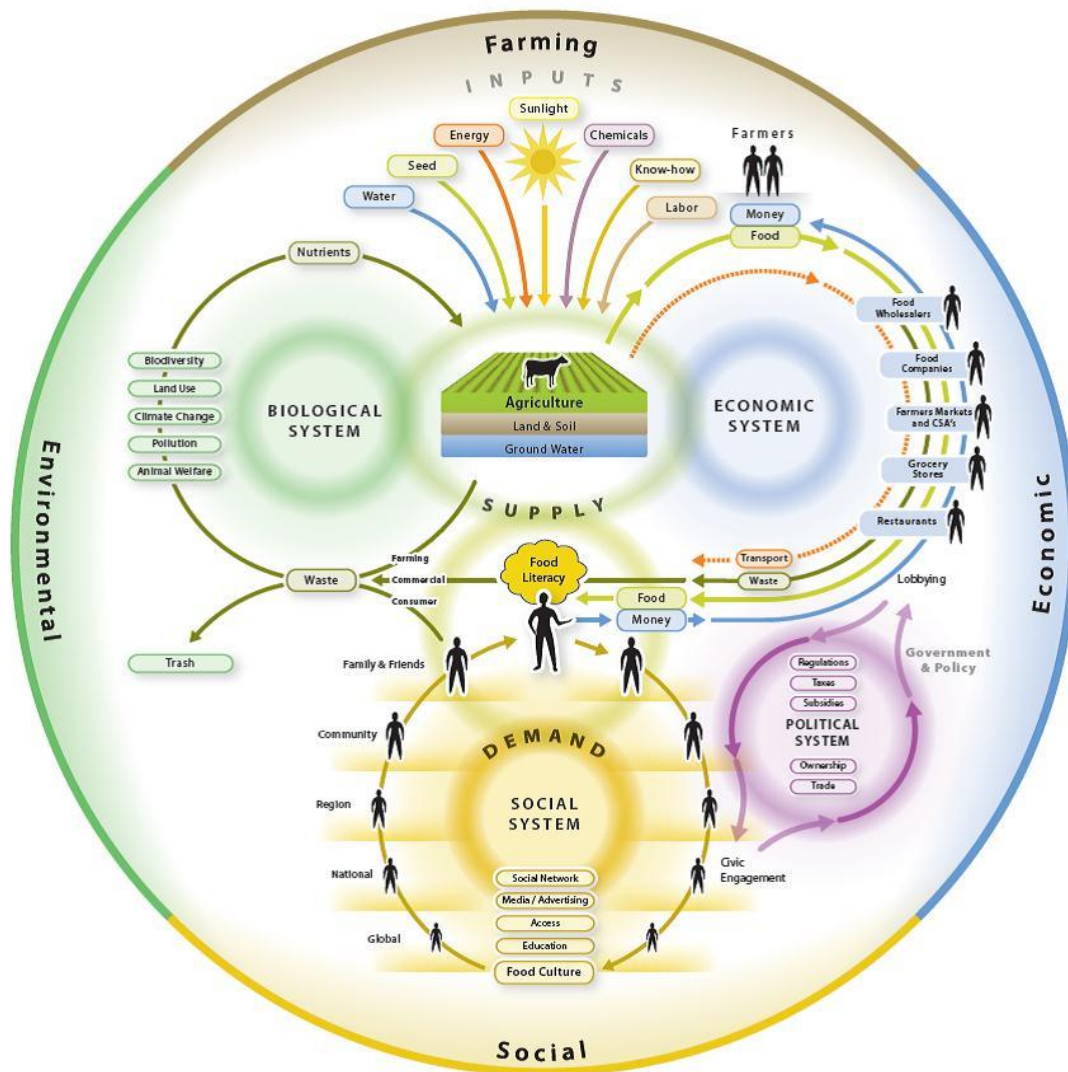 Farming
INPUTS
Sunlight
Energy
Chemicals
Farmers
Seed
Know-how
Water
Labor
Money
Food
Nutrients
Food
Wholesalers
Food
Companies
Farmers Markets
and CSA's
Grocery
Stores
Restaurants
Biodiversity
Land Use
Climate Change
Pollution
Animal Welfare
BIOLOGICAL
SYSTEM
Agriculture
Land & Soil
Ground Water
ECONOMIC
SYSTEM
SUPPLY
Environmental
Economic
Farming
Commercial
Consumer
Waste
Food
Literacy
Transport
Waste
Food
Money
Lobbying
Trash
Family & Friends
Government
& Policy
Regulations
Taxes
Subsidies
POLITICAL
SYSTEM
Ownership
Trade
Community
DEMAND
Region
SOCIAL
SYSTEM
National
Civic
Engagement
Global
Social Network
Media / Advertising
Access
Education
Food Culture
Social